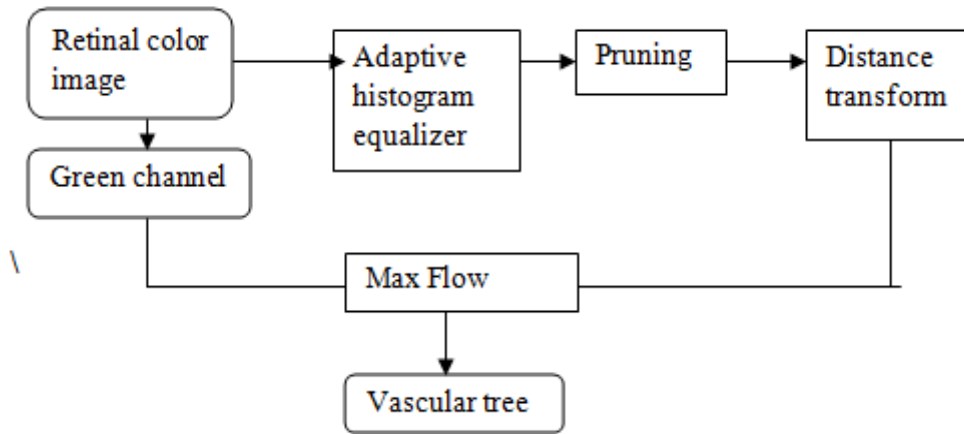 Retinal color
image
Adaptive
histogram
equalizer
Pruning
Distance
transform
Green channel
\
Max Flow
Vascular tree